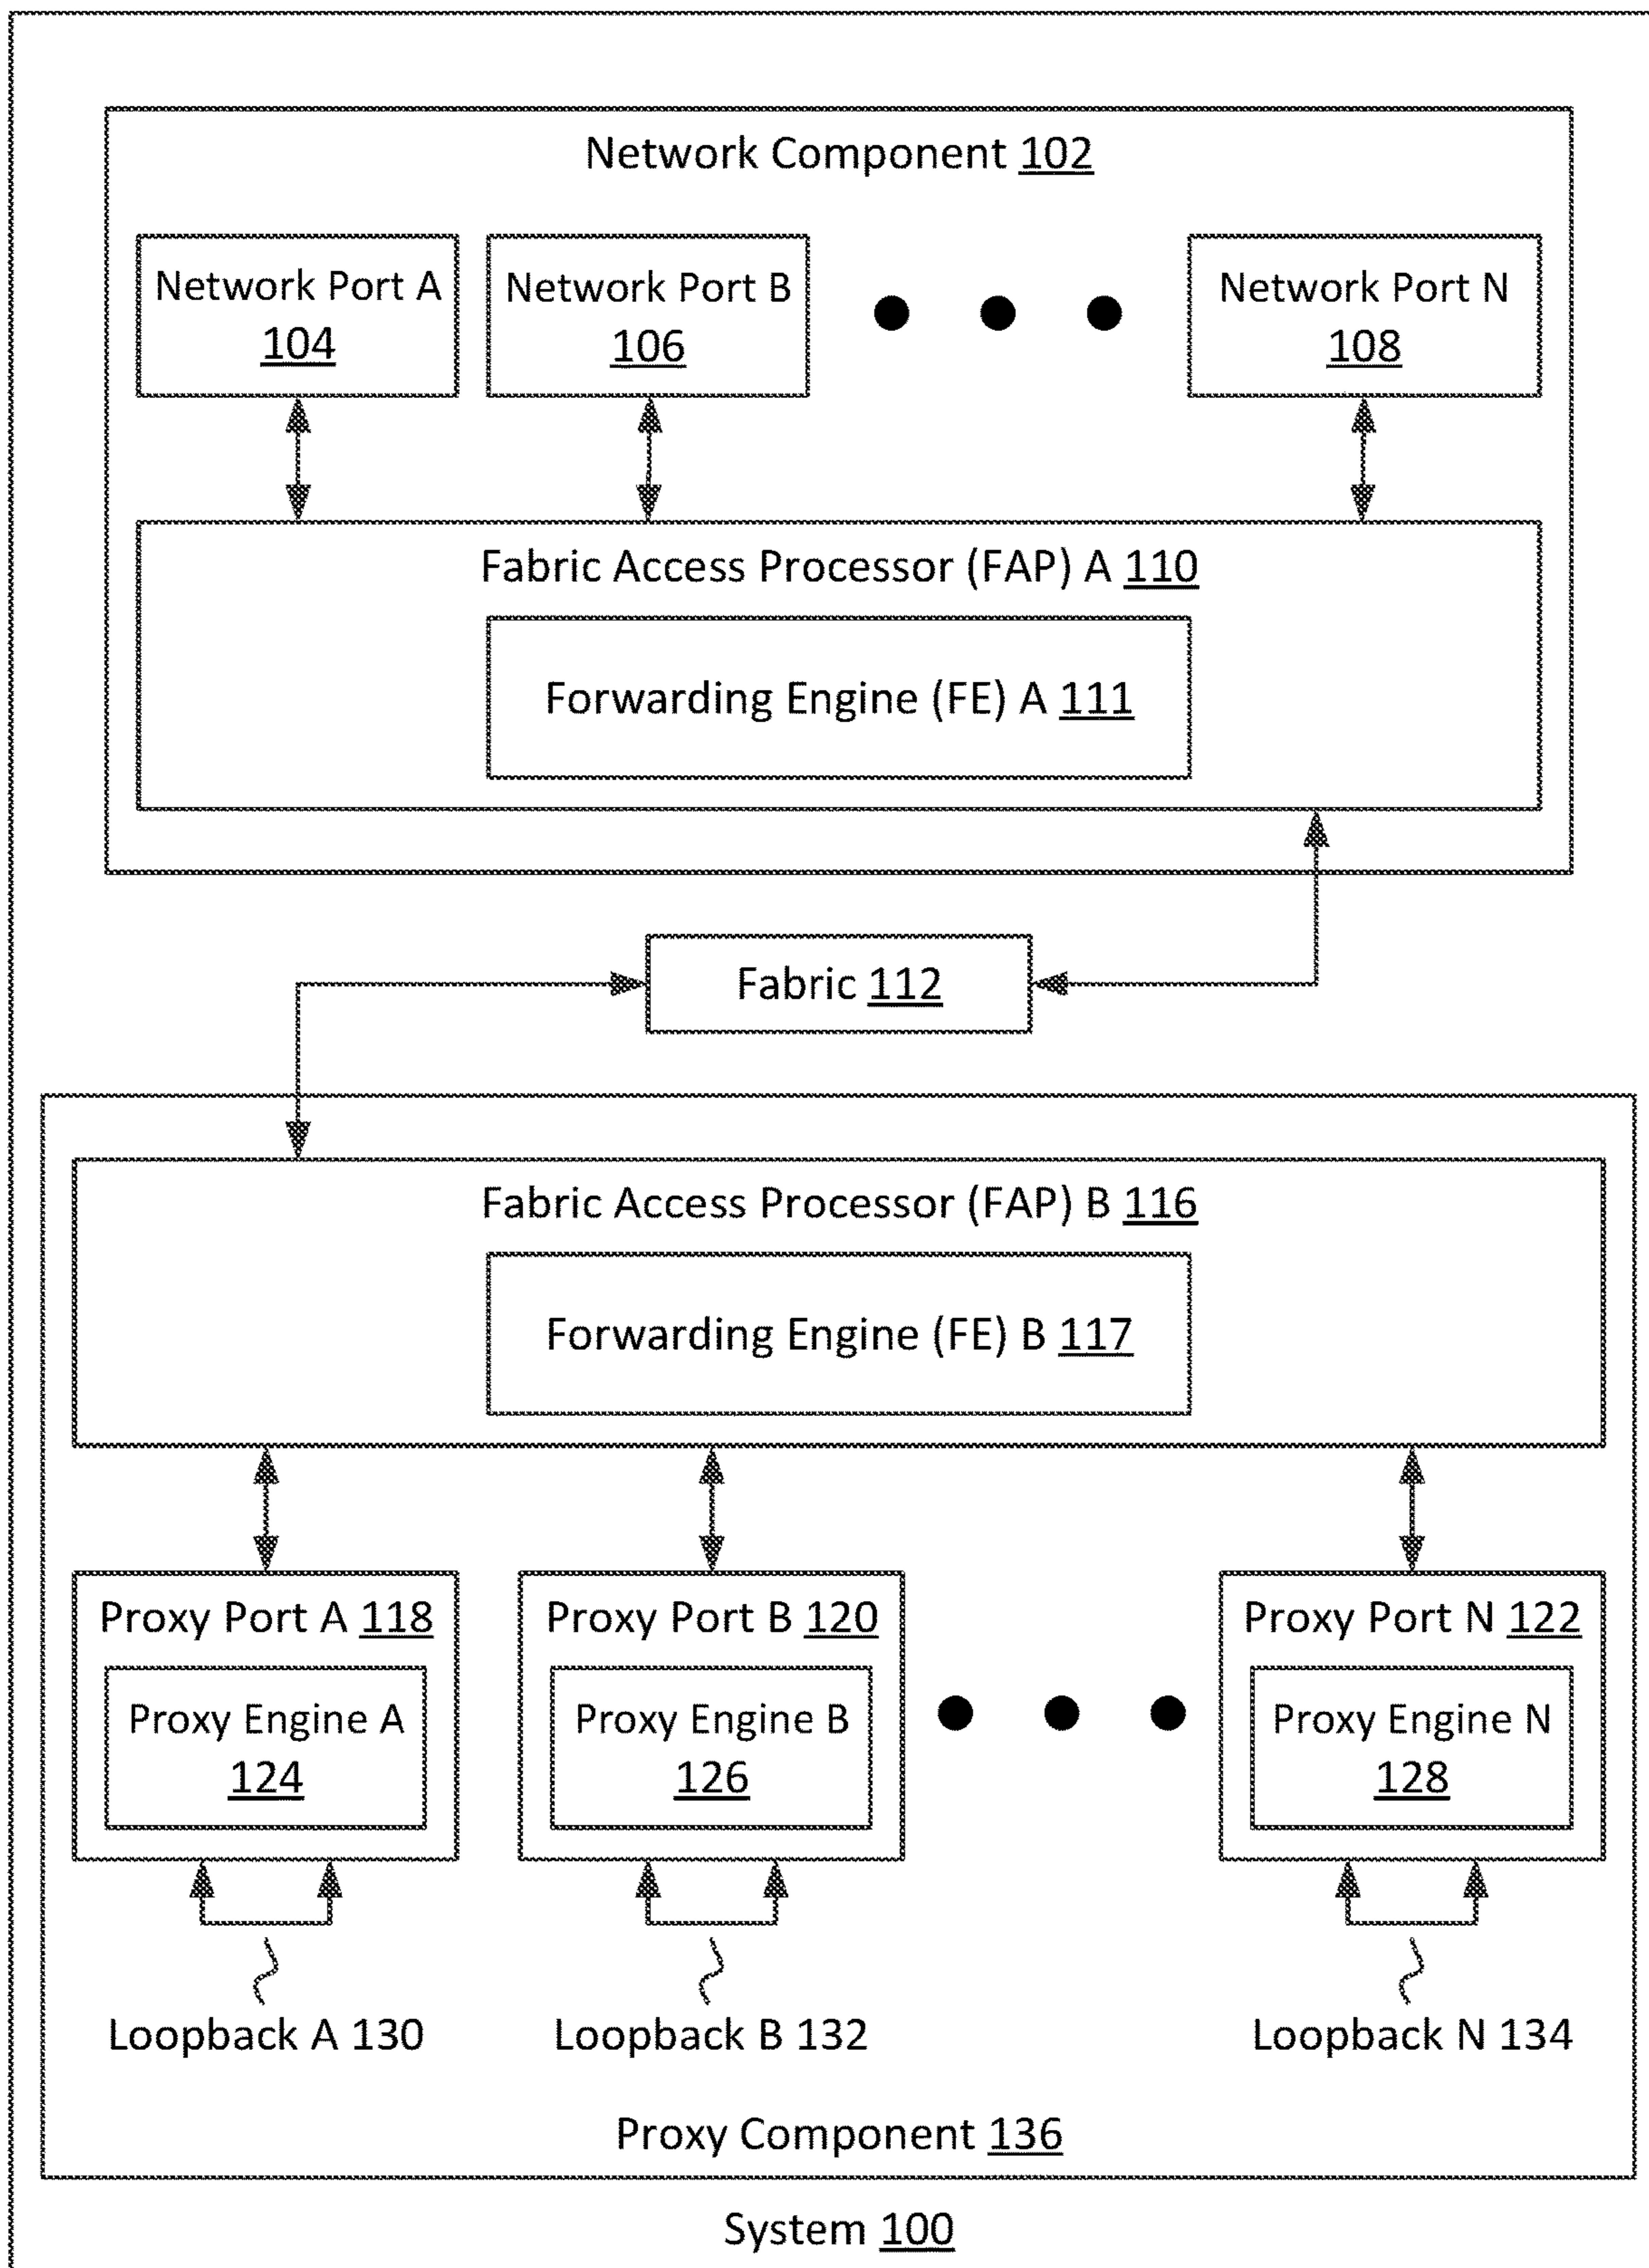 Network Component 102
Network Port A
104
Network Port B
106
Network Port N
108
Fabric Access Processor (FAP) A 110
Forwarding Engine (FE) A 111
Fabric 112
Fabric Access Processor (FAP) B 116
Forwarding Engine (FE) B 117
Proxy Port A 118
Proxy Engine A
124
Proxy Port B 120
Proxy Engine B
126
Proxy Port N 122
Proxy Engine N
128
Loopback A 130
Loopback B 132
Loopback N 134
Proxy Component 136
System 100